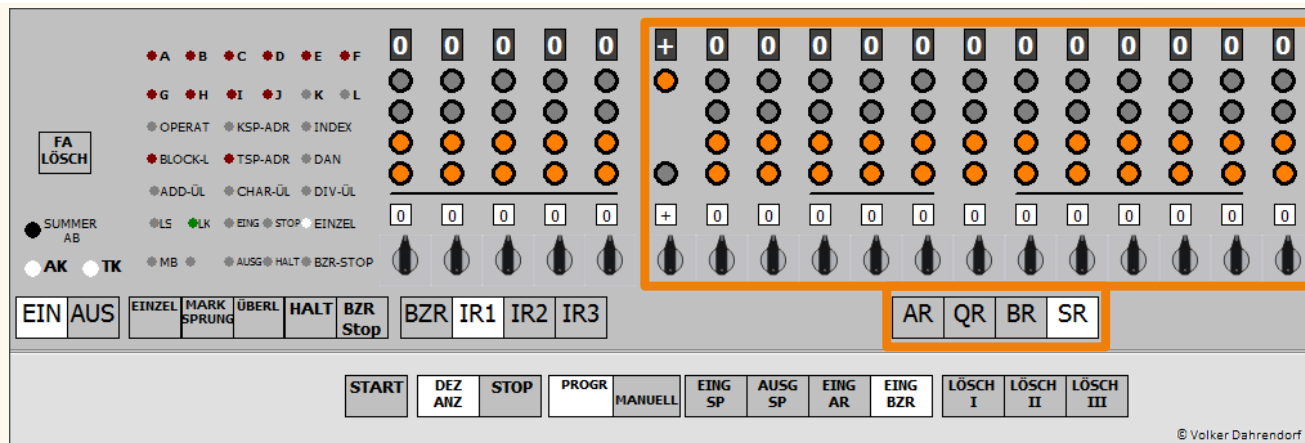 0 0 0 0 0 + 0 0 0 0 0 0 0 0 0 0 0 0
A B C D E F
G H I J K L
OPERAT KSP-ADR INDEX
FA
LÖSCH
BLOCK-L TSP-ADR DAN
ADD-ÜL CHAR-ÜL DIV-ÜL
0 0 0 0 0 + 0 0 0 0 0 0 0 0 0 0 0 0
SUMMER
AB
LS LK EING STOP EINZEL
AK TK
MB AUSG HALT BZR-STOP
EIN AUS
EINZEL
MARK
SPRUNG
ÜBERL
HALT
BZR
Stop
BZR IR1 IR2 IR3
AR QR BR SR
START
DEZ
ANZ
STOP
PROGR
MANUELL
EING
SP
AUSG
SP
EING
AR
EING
BZR
LÖSCH
I
LÖSCH
II
LÖSCH
III
© Volker Dahrendorf